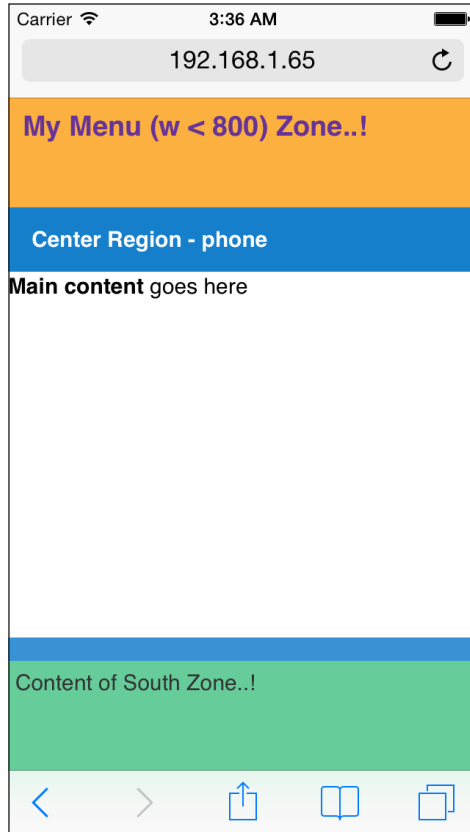 Carrier 3:36 AM
192.168.1.65
My Menu (w < 800) Zone..!
Center Region - phone
Main content goes here
Content of South Zone..!